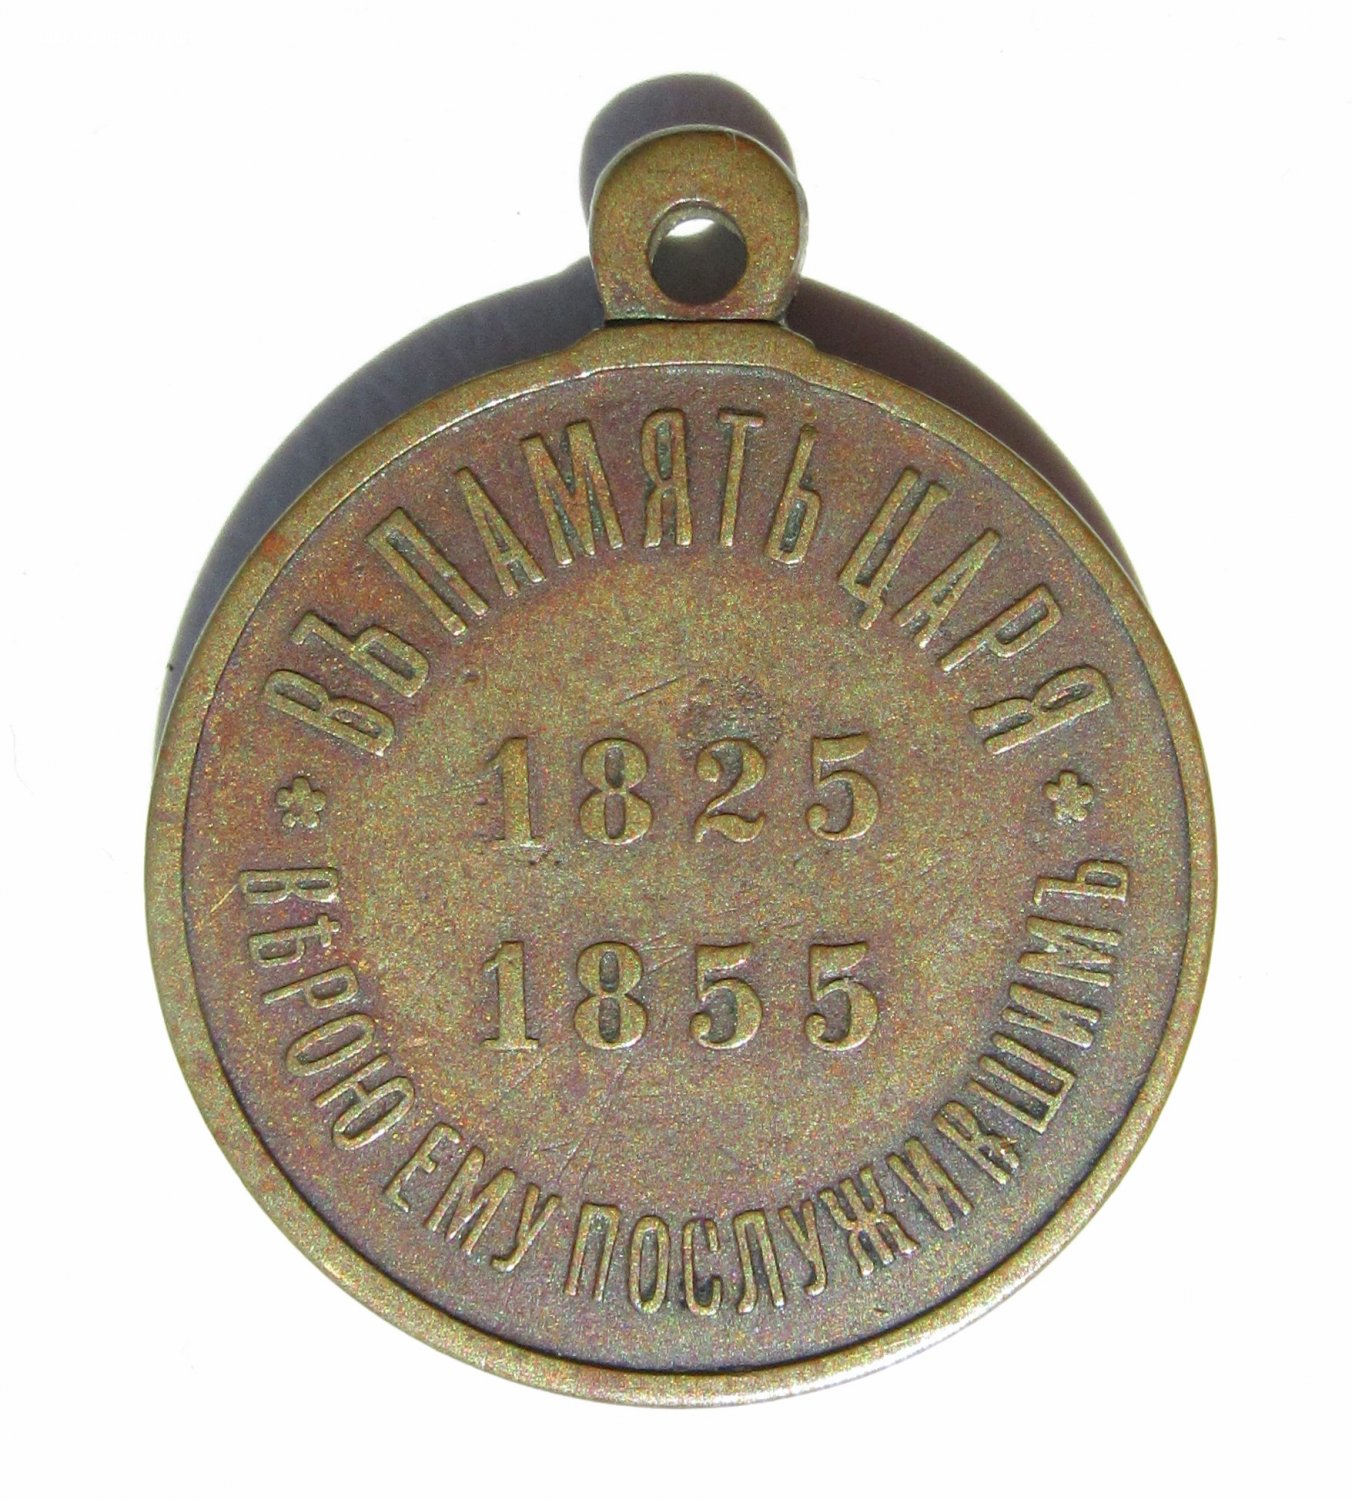 ВЪ ПАМЯТЬ ЦАРЯ
1825
1855
ВѢРОЮ ЕМУ ПОСЛУЖИВШИМЪ